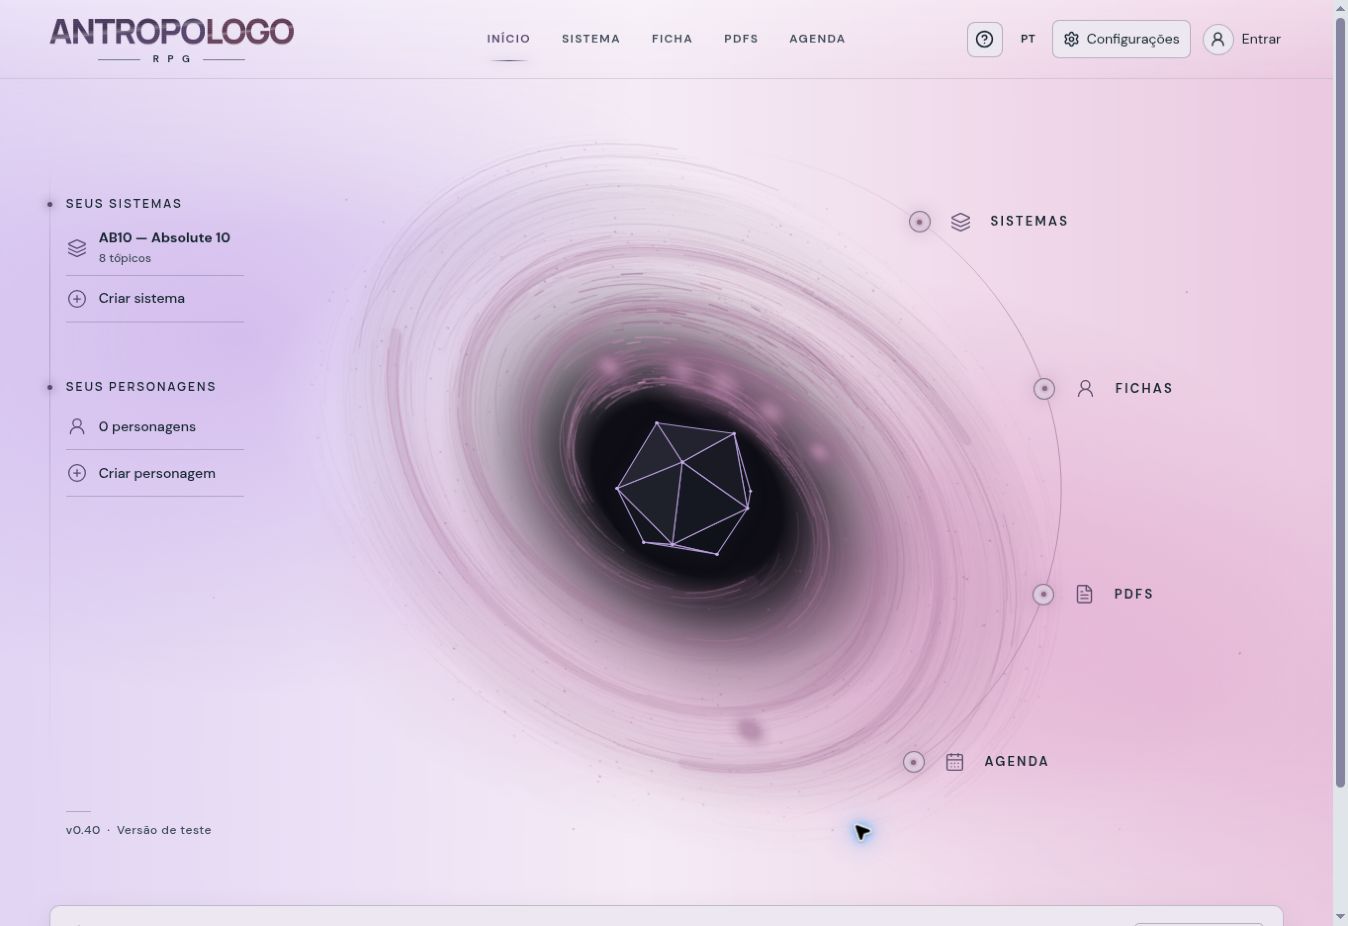 ANTROPOLOGO
RPG
INÍCIO
SISTEMA
FICHA
PDFS
AGENDA
PT
Configurações
Entrar
SEUS SISTEMAS
AB10 — Absolute 10
8 tópicos
Criar sistema
SEUS PERSONAGENS
0 personagens
Criar personagem
SISTEMAS
FICHAS
PDFS
AGENDA
v0.40 · Versão de teste